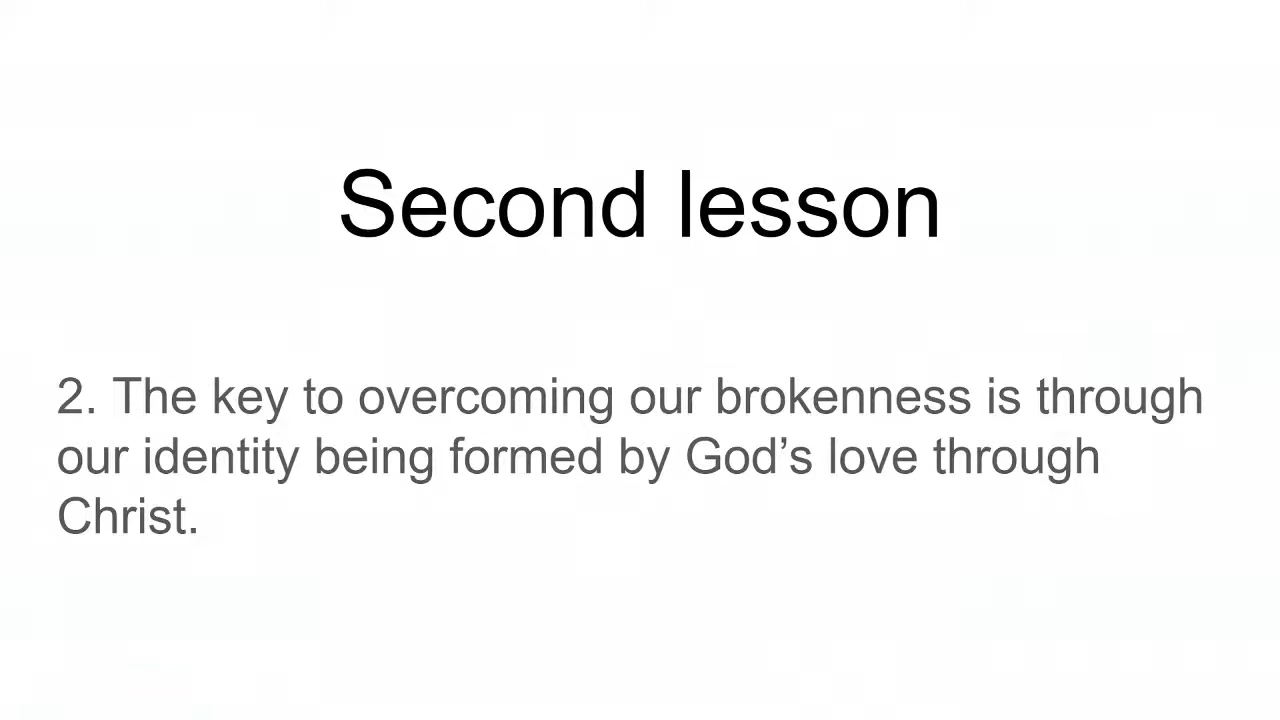 Second lesson
2. The key to overcoming our brokenness is through
our identity being formed by God’s love through
Christ.